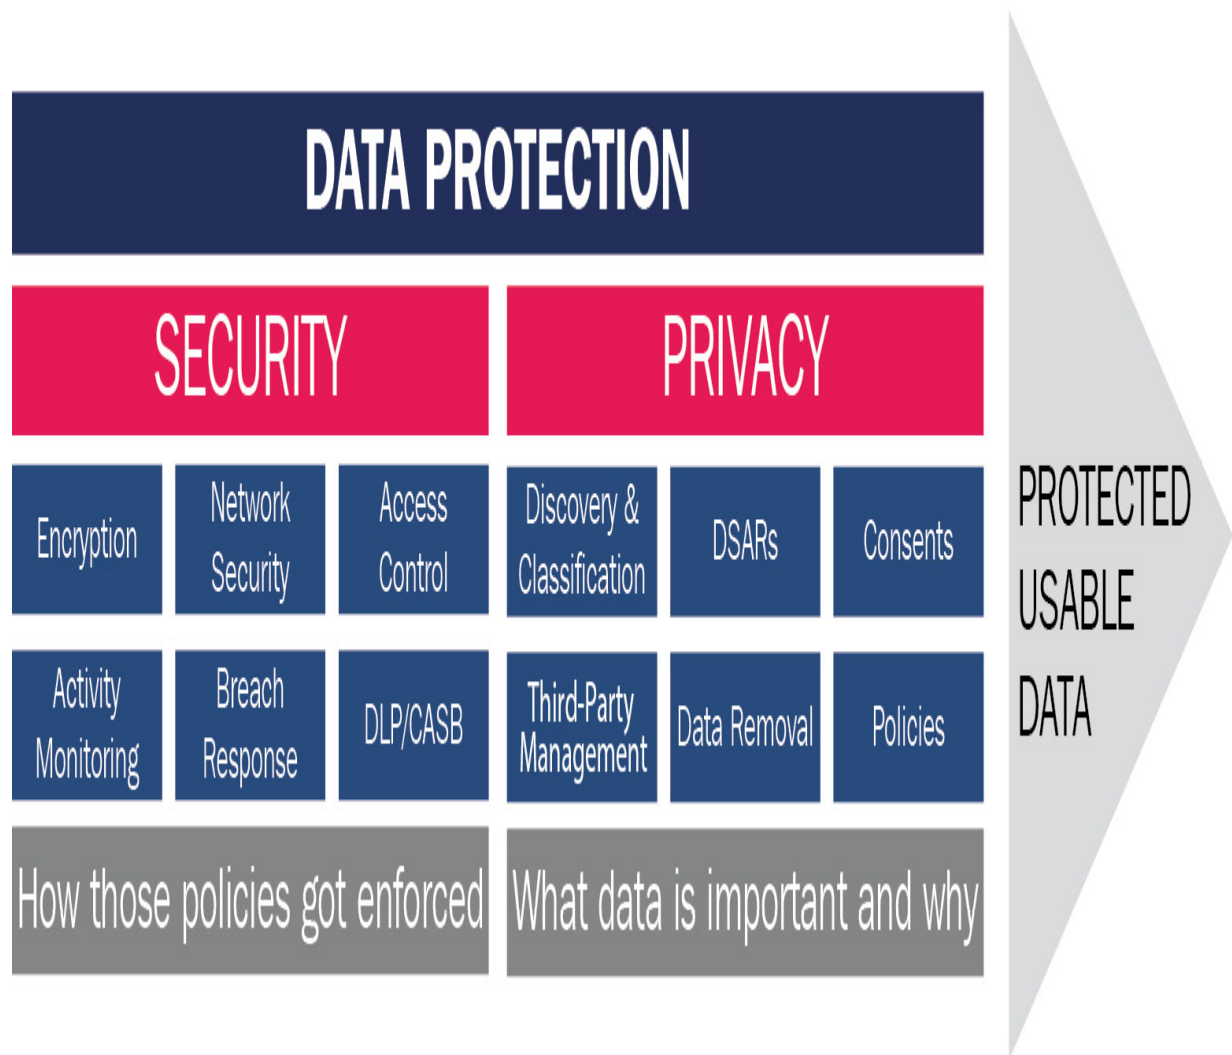 DATA PROTECTION
SECURITY
PRIVACY
Encryption
Network
Security
Access
Control
Discovery &
Classification
DSARs
Consents
Activity
Monitoring
Breach
Response
DLP/CASB
Third-Party
Management
Data Removal
Policies
How those policies got enforced
What data is important and why
PROTECTED
USABLE
DATA